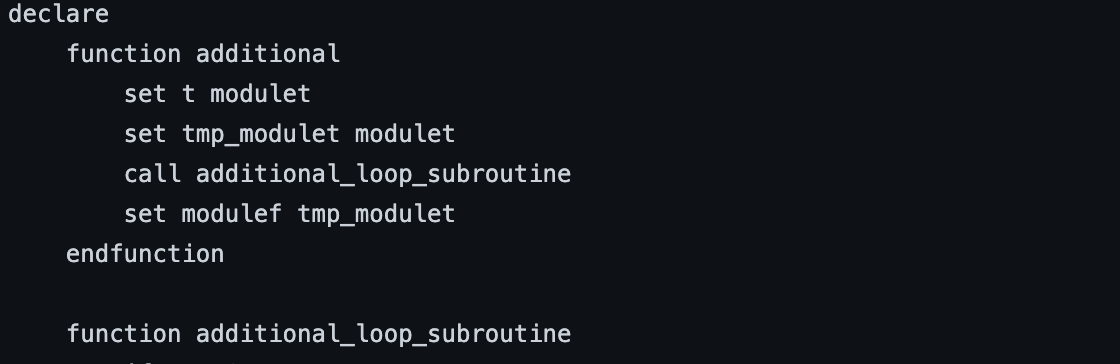 declare
    function additional
        set t modulet
        set tmp_modulet modulet
        call additional_loop_subroutine
        set modulef tmp_modulet
    endfunction

    function additional_loop_subroutine